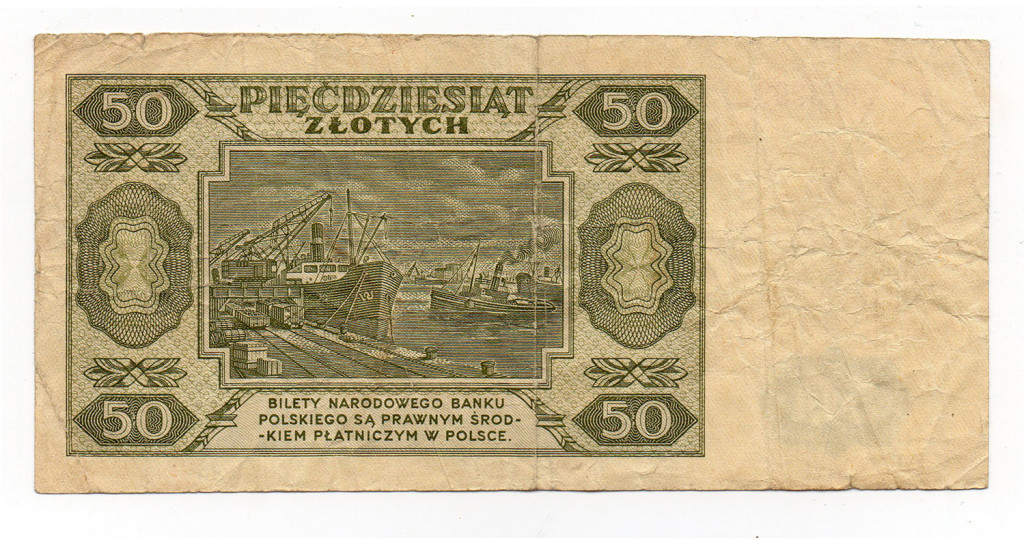 50 PIĘĆDZIESIĄT 50
ZŁOTYCH
BILETY NARODOWEGO BANKU
POLSKIEGO SĄ PRAWNYM ŚROD-
-KIEM PŁATNICZYM W POLSCE.
50 50